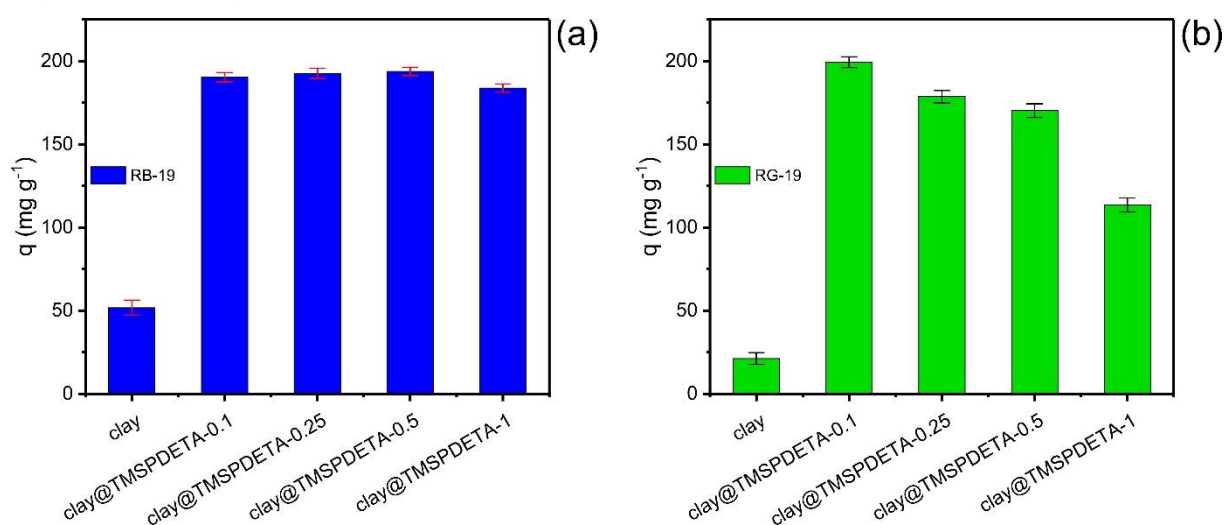 (a)
200
150
100
50
0
q (mg g⁻¹)
RB-19
clay
clay@TMSPDETA-0.1
clay@TMSPDETA-0.25
clay@TMSPDETA-0.5
clay@TMSPDETA-1
(b)
200
150
100
50
0
q (mg g⁻¹)
RG-19
clay
clay@TMSPDETA-0.1
clay@TMSPDETA-0.25
clay@TMSPDETA-0.5
clay@TMSPDETA-1